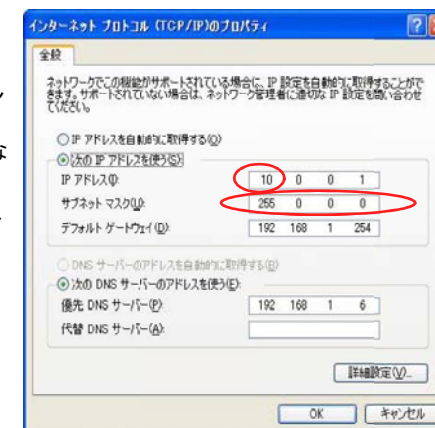 インターネット プロトコル (TCP/IP)のプロパティ
全般
ネットワークでこの機能がサポートされている場合は、IP 設定を自動的に取得することがで
きます。サポートされていない場合は、ネットワーク管理者に適切な IP 設定を問い合わせ
てください。
IP アドレスを自動的に取得する(O)
次の IP アドレスを使う(S):
IP アドレス(I): 10 0 0 1
サブネット マスク(U): 255 0 0 0
デフォルト ゲートウェイ(D): 192 168 1 254
DNS サーバーのアドレスを自動的に取得する(B)
次の DNS サーバーのアドレスを使う(E):
優先 DNS サーバー(P): 192 168 1 6
代替 DNS サーバー(A):
詳細設定(V)...
OK キャンセル